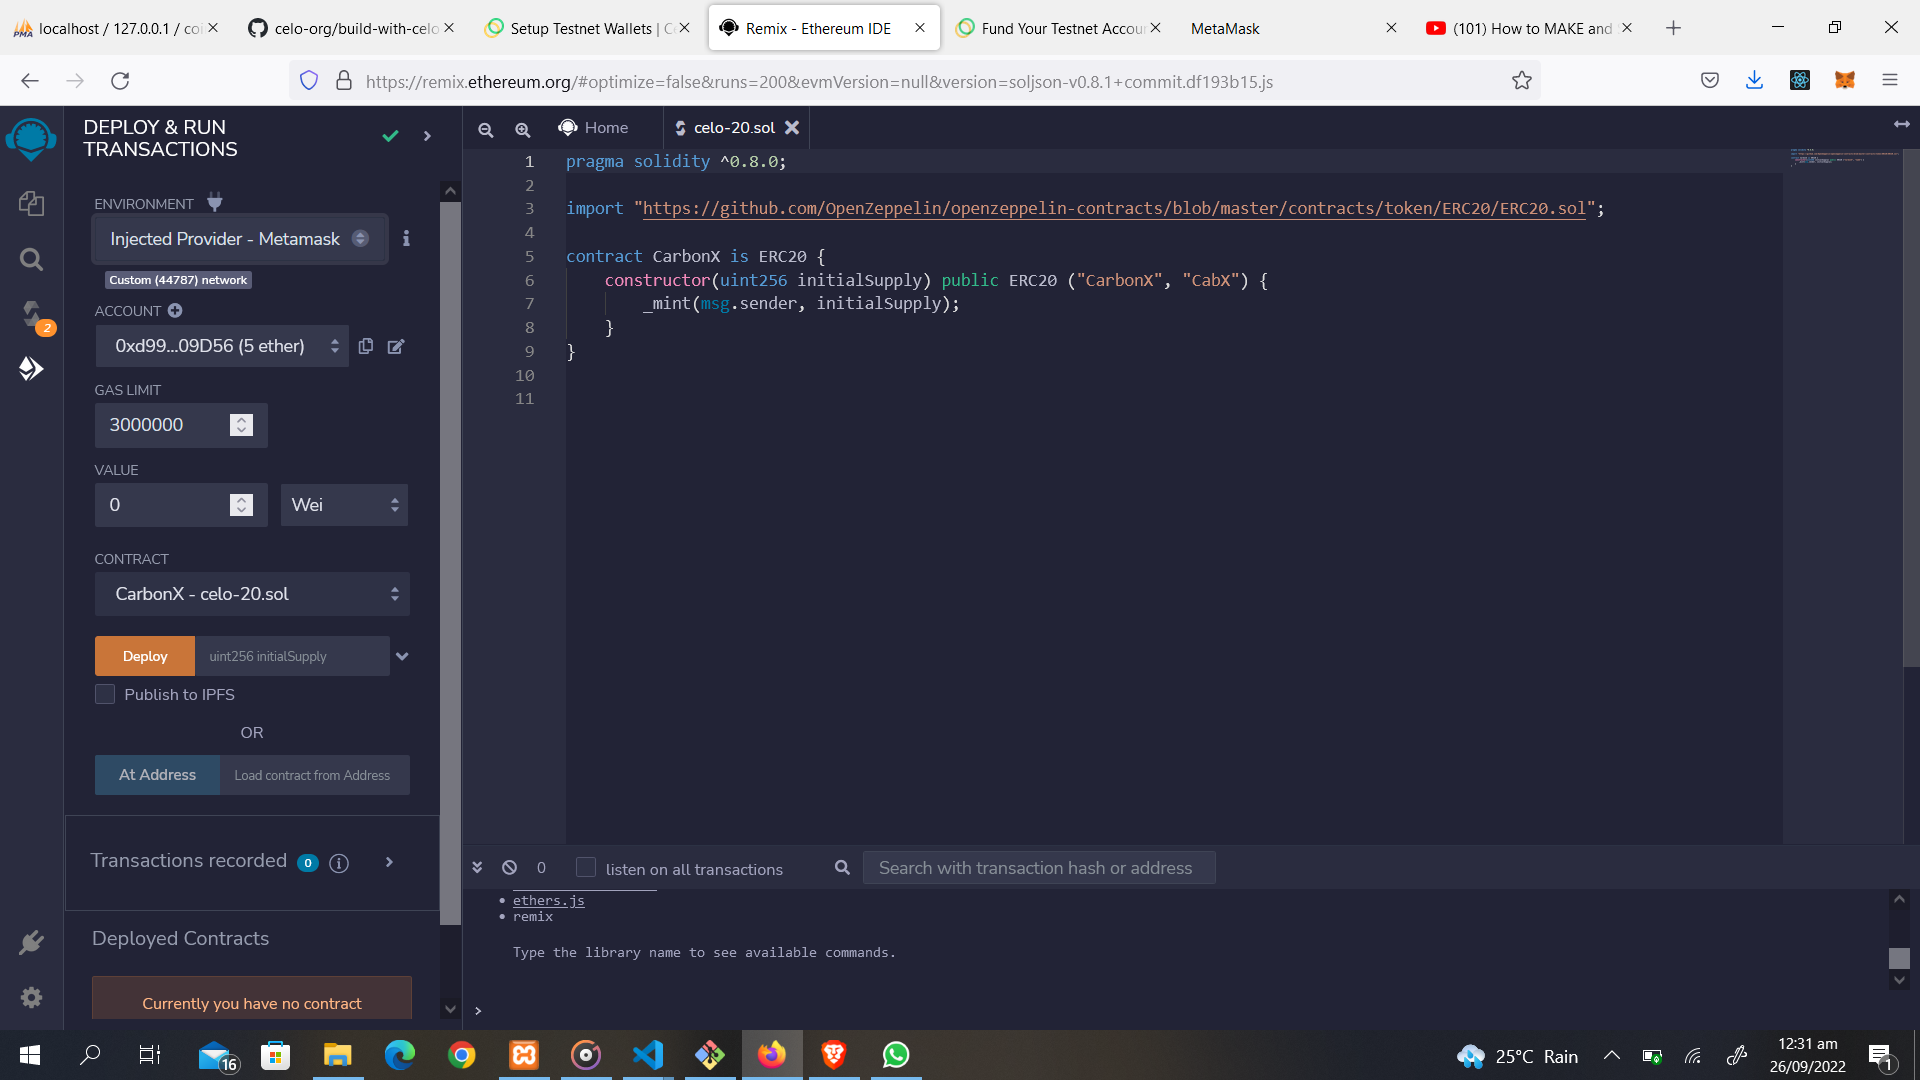 localhost / 127.0.0.1 / co
celo-org/build-with-celo
Setup Testnet Wallets | C
Remix - Ethereum IDE
Fund Your Testnet Accou
MetaMask
(101) How to MAKE and
https://remix.ethereum.org/#optimize=false&runs=200&evmVersion=null&version=soljson-v0.8.1+commit.df193b15.js
DEPLOY & RUN
TRANSACTIONS
Home
celo-20.sol
ENVIRONMENT
Injected Provider - Metamask
Custom (44787) network
ACCOUNT
2
0xd99...09D56 (5 ether)
GAS LIMIT
3000000
VALUE
0
Wei
CONTRACT
CarbonX - celo-20.sol
Deploy
uint256 initialSupply
Publish to IPFS
OR
At Address
Load contract from Address
Transactions recorded 0 i
Deployed Contracts
Currently you have no contract
1 pragma solidity ^0.8.0;
2
3 import "https://github.com/OpenZeppelin/openzeppelin-contracts/blob/master/contracts/token/ERC20/ERC20.sol";
4
5 contract CarbonX is ERC20 {
6 constructor(uint256 initialSupply) public ERC20 ("CarbonX", "CabX") {
7 _mint(msg.sender, initialSupply);
8 }
9 }
10
11
0
listen on all transactions
Search with transaction hash or address
• ethers.js
• remix
Type the library name to see available commands.
>
16
25°C Rain
12:31 am
26/09/2022
1